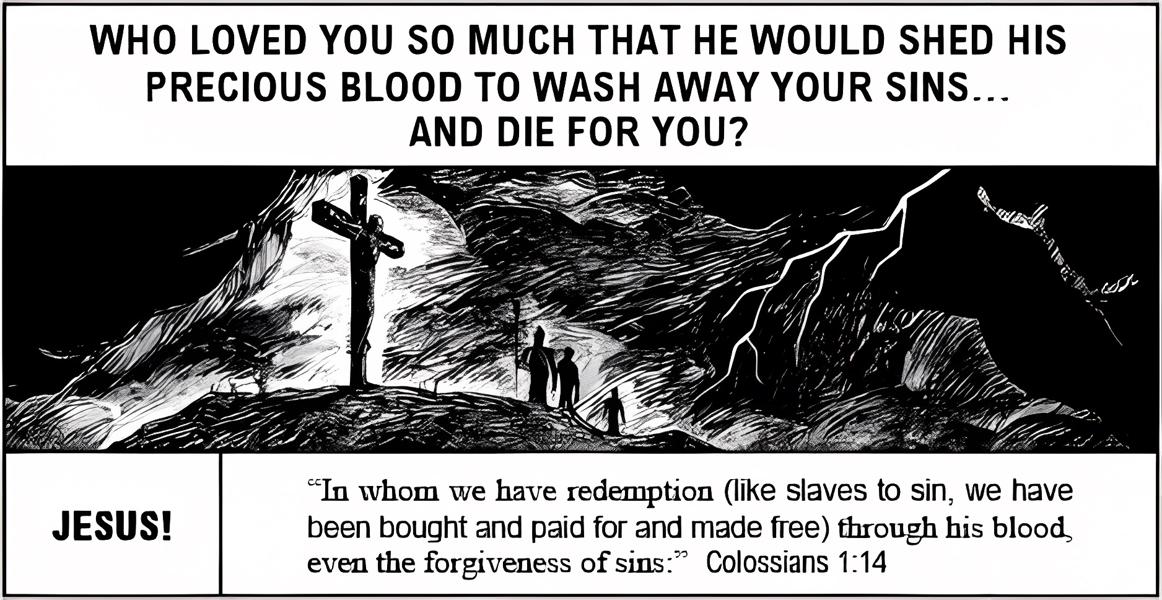 WHO LOVED YOU SO MUCH THAT HE WOULD SHED HIS
PRECIOUS BLOOD TO WASH AWAY YOUR SINS...
AND DIE FOR YOU?
JESUS!
“In whom we have redemption (like slaves to sin, we have
been bought and paid for and made free) through his blood,
even the forgiveness of sins:” Colossians 1:14